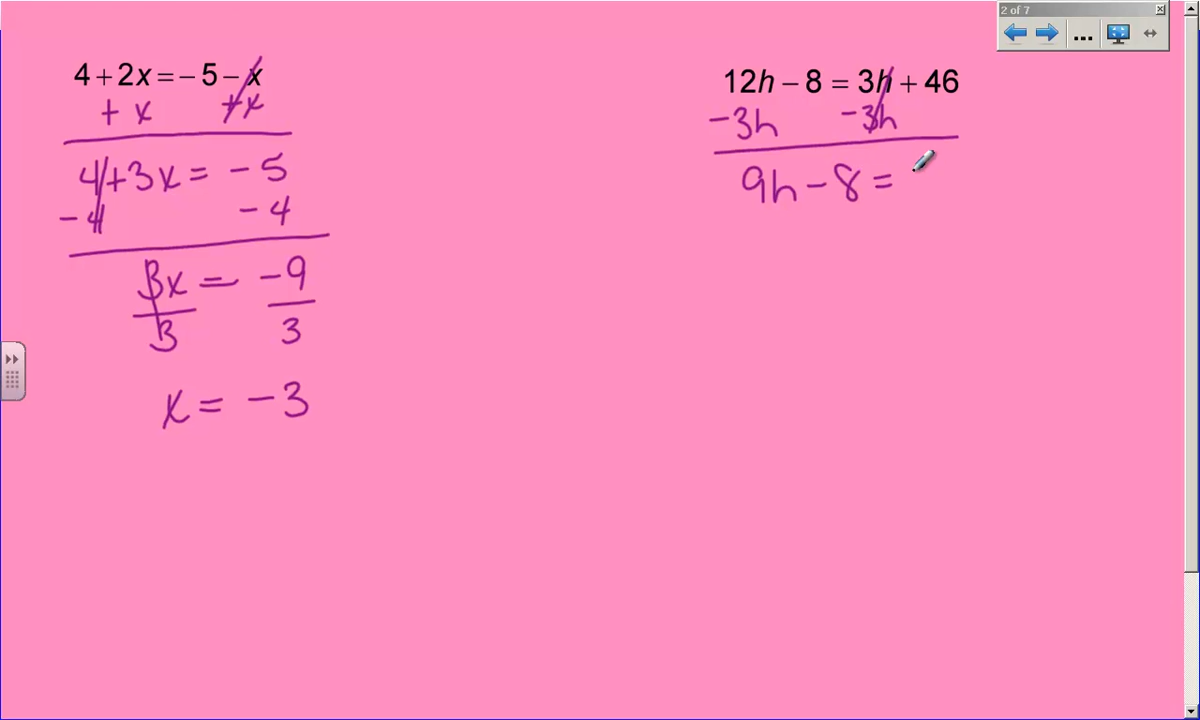 2 of 7
4 + 2x = − 5 − x
+ x +x
4 + 3x = − 5
− 4 − 4
3x = − 9
3 3
x = − 3
12h − 8 = 3h + 46
− 3h − 3h
9h − 8 =